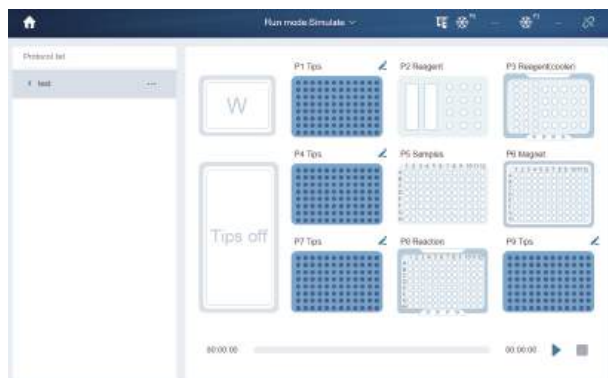 Run mode:Simulate
Protocol list
test
P1 Tips
P2 Reagent
P3 Reagent(cooler)
W
P4 Tips
P5 Samples
P6 Magnet
Tips off
P7 Tips
P8 Reaction
P9 Tips
00:00:00
00:00:00